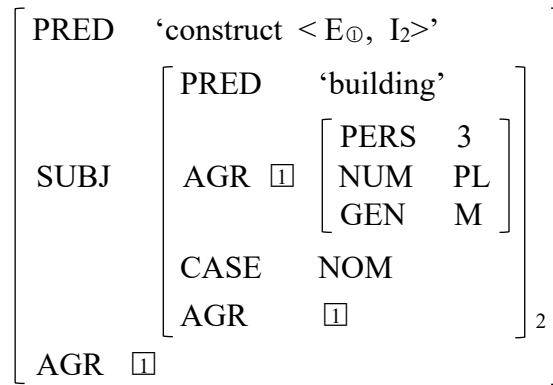 PRED ‘construct < E①, I₂>’
PRED ‘building’
PERS 3
SUBJ AGR 1 NUM PL
GEN M
CASE NOM
AGR 1
2
AGR 1